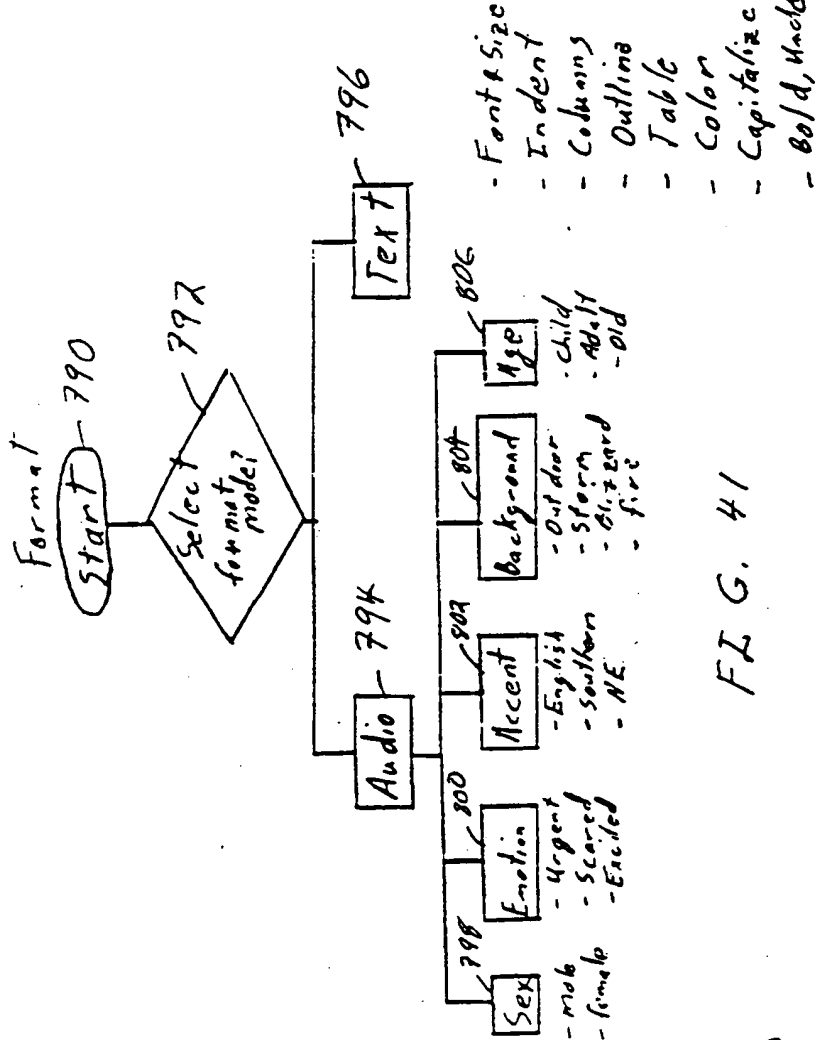 Format
Start 790
Select
format
mode? 792
Audio 794
Text 796
Sex 798
- male
- female
Emotion 800
- Urgent
- Scared
- Excited
Accent 802
- English
- Southern
- NE
Background 804
- Outdoor
- Storm
- Blizzard
- fire
Age 806
- Child
- Adult
- Old
- Font & Size
- Indent
- Columns
- Outline
- Table
- Color
- Capitalize
- Bold,
FIG. 41